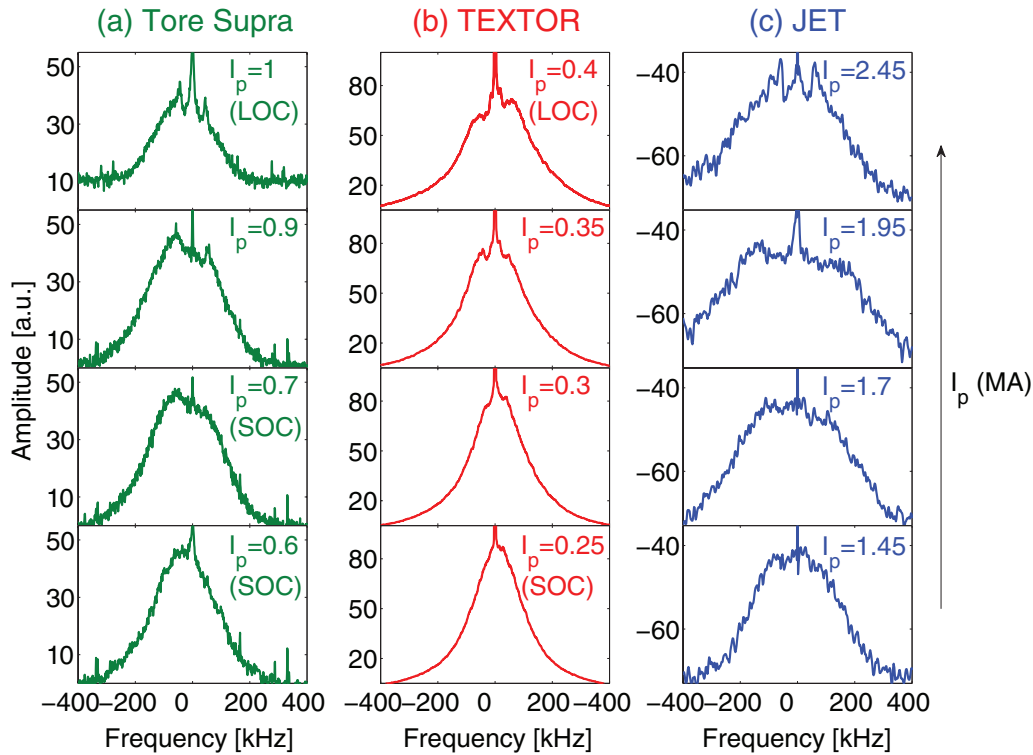 (a) Tore Supra (b) TEXTOR (c) JET
50 30 10 I_p=1 (LOC)
80 50 20 I_p=0.4 (LOC)
−40 −60 I_p=2.45
50 30 10 I_p=0.9
80 50 20 I_p=0.35
−40 −60 I_p=1.95
50 30 10 I_p=0.7 (SOC)
80 50 20 I_p=0.3
−40 −60 I_p=1.7
50 30 10 I_p=0.6 (SOC)
80 50 20 I_p=0.25 (SOC)
−40 −60 I_p=1.45
Amplitude [a.u.]
I_p (MA)
−400 −200 0 200 400 −400 −200 0 200 400 −200 0 200 400
Frequency [kHz] Frequency [kHz] Frequency [kHz]